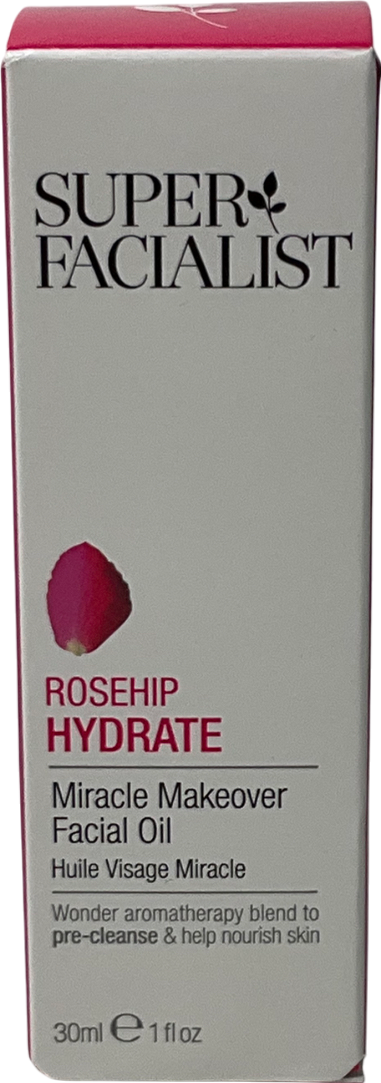 SUPER
FACIALIST
ROSEHIP
HYDRATE
Miracle Makeover
Facial Oil
Huile Visage Miracle
Wonder aromatherapy blend to
pre-cleanse & help nourish skin
30ml ℮ 1 fl oz